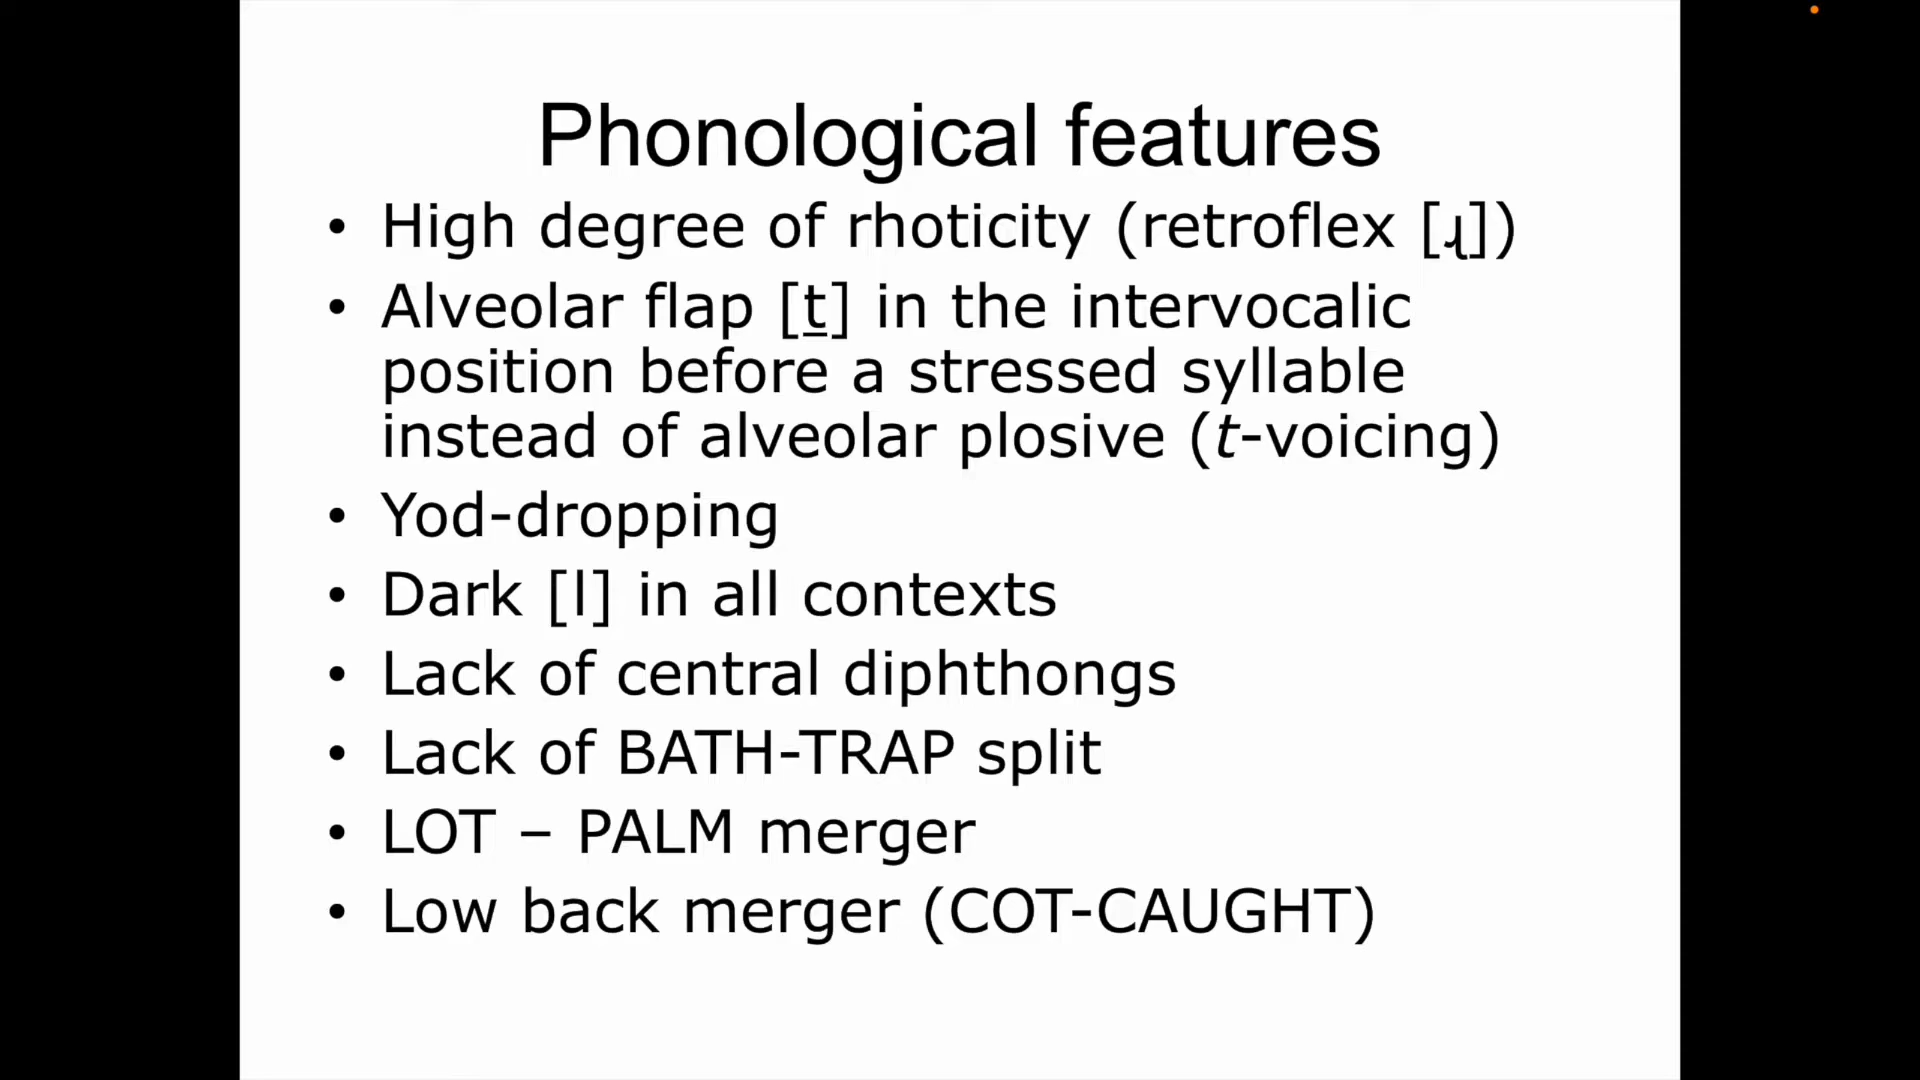 Phonological features
• High degree of rhoticity (retroflex [ɻ])
• Alveolar flap [t̲] in the intervocalic
position before a stressed syllable
instead of alveolar plosive (t-voicing)
• Yod-dropping
• Dark [l] in all contexts
• Lack of central diphthongs
• Lack of BATH-TRAP split
• LOT – PALM merger
• Low back merger (COT-CAUGHT)